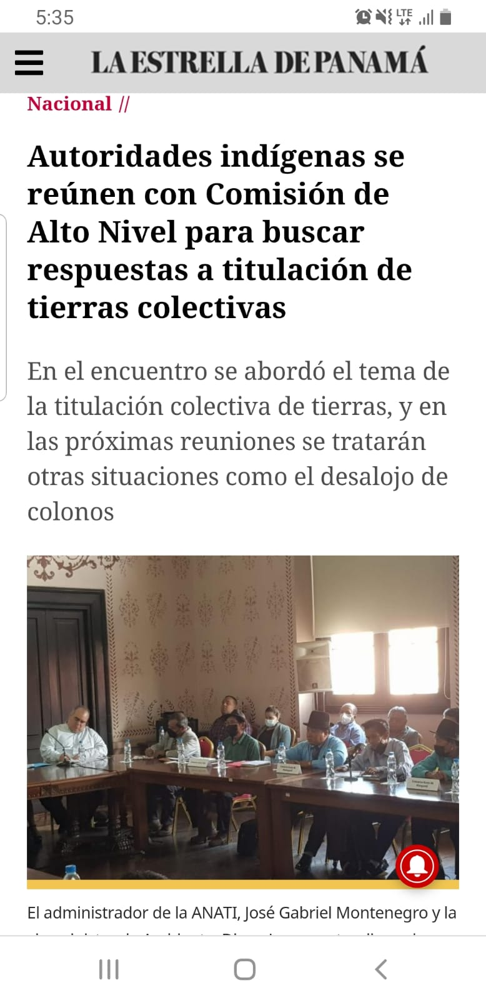 5:35
LTE
LA ESTRELLA DE PANAMÁ
Nacional //
Autoridades indígenas se
reúnen con Comisión de
Alto Nivel para buscar
respuestas a titulación de
tierras colectivas
En el encuentro se abordó el tema de
la titulación colectiva de tierras, y en
las próximas reuniones se tratarán
otras situaciones como el desalojo de
colonos
El administrador de la ANATI, José Gabriel Montenegro y la